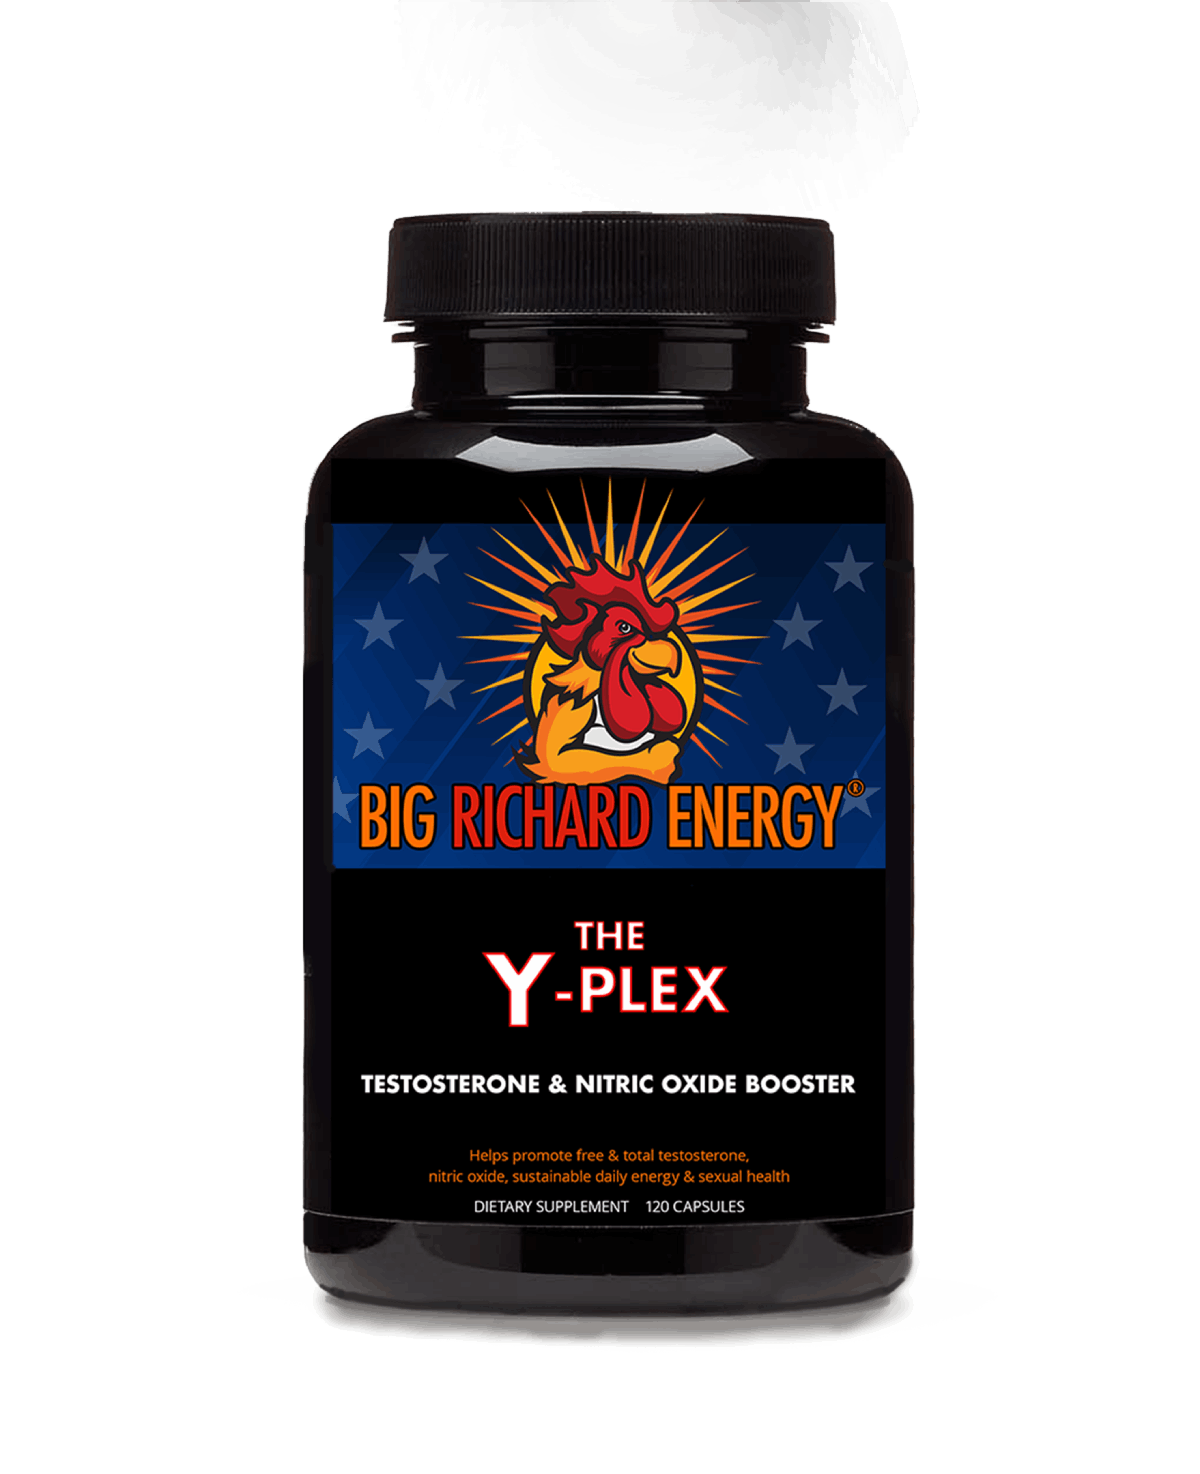 BIG RICHARD ENERGY®
THE
Y-PLEX
TESTOSTERONE & NITRIC OXIDE BOOSTER
Helps promote free & total testosterone,
nitric oxide, sustainable daily energy & sexual health
DIETARY SUPPLEMENT 120 CAPSULES